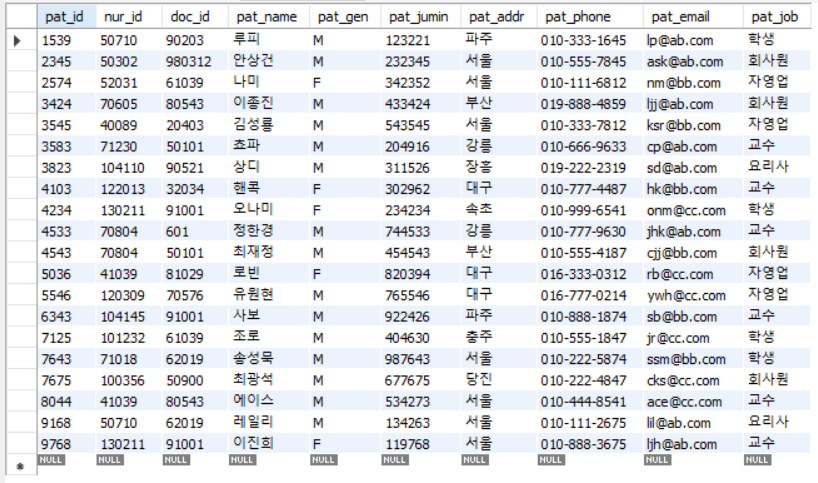 pat_id nur_id doc_id pat_name pat_gen pat_jumin pat_addr pat_phone pat_email pat_job
1539 50710 90203 루피 M 123221 파주 010-333-1645 lp@ab.com 학생
2345 50302 980312 안상건 M 232345 서울 010-555-7845 ask@ab.com 회사원
2574 52031 61039 나미 F 342352 서울 010-111-6812 nm@bb.com 자영업
3424 70605 80543 이종진 M 433424 부산 019-888-4859 ljj@ab.com 회사원
3545 40089 20403 김성룡 M 543545 서울 010-333-7812 ksr@bb.com 자영업
3583 71230 50101 쵸파 M 204916 강릉 010-666-9633 cp@ab.com 교수
3823 104110 90521 상디 M 311526 장흥 019-222-2319 sd@ab.com 요리사
4103 122013 32034 핸콕 F 302962 대구 010-777-4487 hk@bb.com 교수
4234 130211 91001 오나미 F 234234 속초 010-999-6541 onm@cc.com 학생
4533 70804 601 정한경 M 744533 강릉 010-777-9630 jhk@ab.com 교수
4543 70804 50101 최재정 M 454543 부산 010-555-4187 cjj@bb.com 회사원
5036 41039 81029 로빈 F 820394 대구 016-333-0312 rb@cc.com 자영업
5546 120309 70576 유원현 M 765546 대구 016-777-0214 ywh@cc.com 자영업
6343 104145 91001 사보 M 922426 파주 010-888-1874 sb@bb.com 교수
7125 101232 61039 조로 M 404630 충주 010-555-1847 jr@cc.com 학생
7643 71018 62019 송성묵 M 987643 서울 010-222-5874 ssm@bb.com 학생
7675 100356 50900 최광석 M 677675 당진 010-222-4847 cks@cc.com 회사원
8044 41039 80543 에이스 M 534273 서울 010-444-8541 ace@cc.com 교수
9168 50710 62019 레일리 M 134263 서울 010-111-2675 lil@ab.com 요리사
9768 130211 91001 이진희 F 119768 서울 010-888-3675 ljh@ab.com 교수
NULL NULL NULL NULL NULL NULL NULL NULL NULL NULL